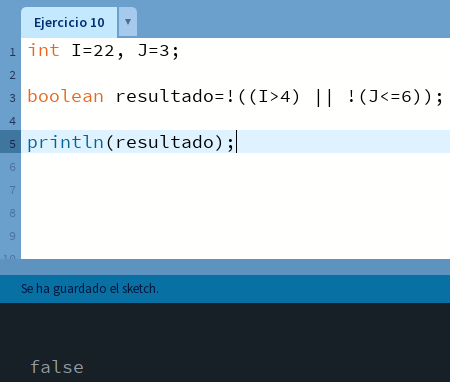 Ejercicio 10 ▼
1 int I=22, J=3;
2
3 boolean resultado=!((I>4) || !(J<=6));
4
5 println(resultado);
6
7
8
9
10
Se ha guardado el sketch.
false